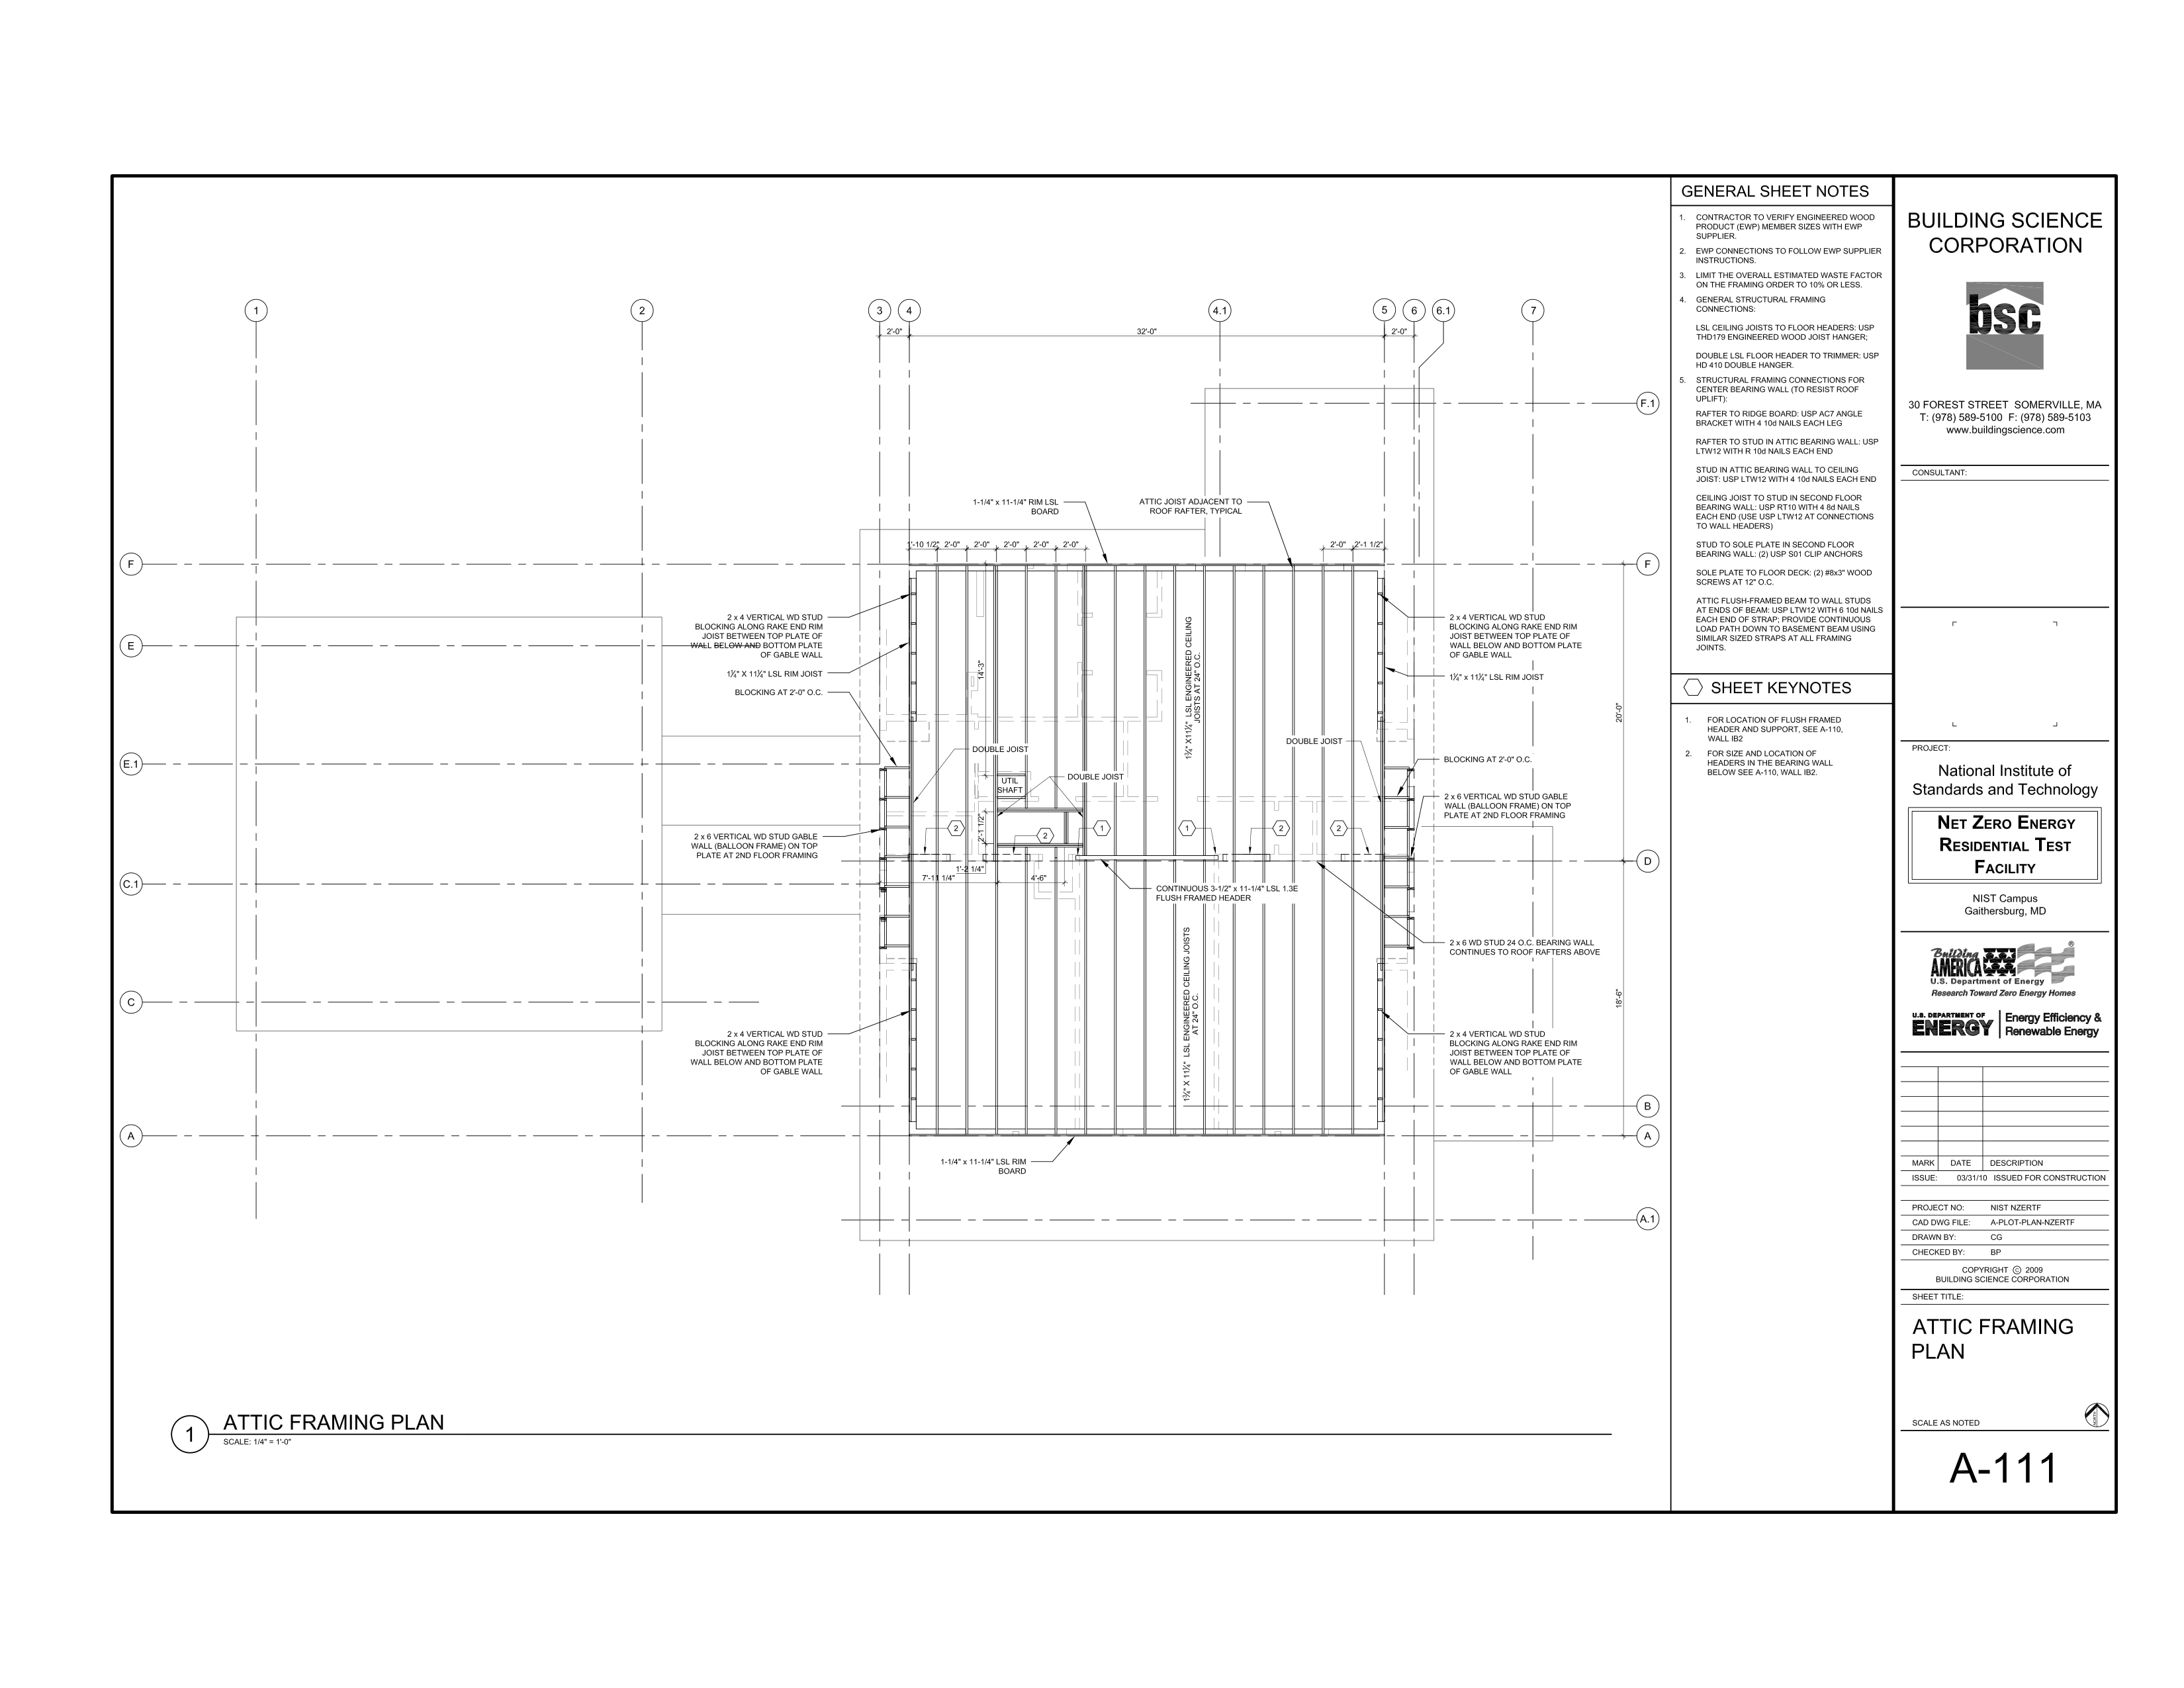 1
2
3
4
4.1
5
6
6.1
7
2'-0"
32'-0"
2'-0"
F.1
F
E
E.1
C.1
C
A
F
D
B
A
A.1
1-1/4" x 11-1/4" RIM LSL
BOARD
ATTIC JOIST ADJACENT TO
ROOF RAFTER, TYPICAL
1'-10 1/2"
2'-0"
2'-0"
2'-0"
2'-0"
2'-0"
2'-0"
2'-1 1/2"
2 x 4 VERTICAL WD STUD
BLOCKING ALONG RAKE END RIM
JOIST BETWEEN TOP PLATE OF
WALL BELOW AND BOTTOM PLATE
OF GABLE WALL
1¼" X 11¼" LSL RIM JOIST
BLOCKING AT 2'-0" O.C.
2 x 6 VERTICAL WD STUD GABLE
WALL (BALLOON FRAME) ON TOP
PLATE AT 2ND FLOOR FRAMING
2 x 4 VERTICAL WD STUD
BLOCKING ALONG RAKE END RIM
JOIST BETWEEN TOP PLATE OF
WALL BELOW AND BOTTOM PLATE
OF GABLE WALL
14'-3"
DOUBLE JOIST
UTIL
SHAFT
DOUBLE JOIST
DOUBLE JOIST
2'-1 1/2"
2
2
1
1
2
2
1'-2 1/4"
7'-11 1/4"
4'-6"
1¾" X11¼" LSL ENGINEERED CEILING
JOISTS AT 24" O.C.
CONTINUOUS 3-1/2" x 11-1/4" LSL 1.3E
FLUSH FRAMED HEADER
1¾" X 11¼" LSL ENGINEERED CEILING JOISTS
AT 24" O.C.
1-1/4" x 11-1/4" LSL RIM
BOARD
2 x 4 VERTICAL WD STUD
BLOCKING ALONG RAKE END RIM
JOIST BETWEEN TOP PLATE OF
WALL BELOW AND BOTTOM PLATE
OF GABLE WALL
1¼" x 11¼" LSL RIM JOIST
BLOCKING AT 2'-0" O.C.
2 x 6 VERTICAL WD STUD GABLE
WALL (BALLOON FRAME) ON TOP
PLATE AT 2ND FLOOR FRAMING
2 x 6 WD STUD 24 O.C. BEARING WALL
CONTINUES TO ROOF RAFTERS ABOVE
2 x 4 VERTICAL WD STUD
BLOCKING ALONG RAKE END RIM
JOIST BETWEEN TOP PLATE OF
WALL BELOW AND BOTTOM PLATE
OF GABLE WALL
20'-0"
18'-6"
1
ATTIC FRAMING PLAN
SCALE: 1/4" = 1'-0"
GENERAL SHEET NOTES
1. CONTRACTOR TO VERIFY ENGINEERED WOOD
PRODUCT (EWP) MEMBER SIZES WITH EWP
SUPPLIER.
2. EWP CONNECTIONS TO FOLLOW EWP SUPPLIER
INSTRUCTIONS.
3. LIMIT THE OVERALL ESTIMATED WASTE FACTOR
ON THE FRAMING ORDER TO 10% OR LESS.
4. GENERAL STRUCTURAL FRAMING
CONNECTIONS:
LSL CEILING JOISTS TO FLOOR HEADERS: USP
THD179 ENGINEERED WOOD JOIST HANGER;
DOUBLE LSL FLOOR HEADER TO TRIMMER: USP
HD 410 DOUBLE HANGER.
5. STRUCTURAL FRAMING CONNECTIONS FOR
CENTER BEARING WALL (TO RESIST ROOF
UPLIFT):
RAFTER TO RIDGE BOARD: USP AC7 ANGLE
BRACKET WITH 4 10d NAILS EACH LEG
RAFTER TO STUD IN ATTIC BEARING WALL: USP
LTW12 WITH R 10d NAILS EACH END
STUD IN ATTIC BEARING WALL TO CEILING
JOIST: USP LTW12 WITH 4 10d NAILS EACH END
CEILING JOIST TO STUD IN SECOND FLOOR
BEARING WALL: USP RT10 WITH 4 8d NAILS
EACH END (USE USP LTW12 AT CONNECTIONS
TO WALL HEADERS)
STUD TO SOLE PLATE IN SECOND FLOOR
BEARING WALL: (2) USP S01 CLIP ANCHORS
SOLE PLATE TO FLOOR DECK: (2) #8x3" WOOD
SCREWS AT 12" O.C.
ATTIC FLUSH-FRAMED BEAM TO WALL STUDS
AT ENDS OF BEAM: USP LTW12 WITH 6 10d NAILS
EACH END OF STRAP; PROVIDE CONTINUOUS
LOAD PATH DOWN TO BASEMENT BEAM USING
SIMILAR SIZED STRAPS AT ALL FRAMING
JOINTS.
SHEET KEYNOTES
1. FOR LOCATION OF FLUSH FRAMED
HEADER AND SUPPORT, SEE A-110,
WALL IB2
2. FOR SIZE AND LOCATION OF
HEADERS IN THE BEARING WALL
BELOW SEE A-110, WALL IB2.
BUILDING SCIENCE
CORPORATION
bsc
30 FOREST STREET SOMERVILLE, MA
T: (978) 589-5100 F: (978) 589-5103
www.buildingscience.com
CONSULTANT:
PROJECT:
National Institute of
Standards and Technology
NET ZERO ENERGY
RESIDENTIAL TEST
FACILITY
NIST Campus
Gaithersburg, MD
Building
AMERICA
®
U.S. Department of Energy
Research Toward Zero Energy Homes
U.S. DEPARTMENT OF
ENERGY
Energy Efficiency &
Renewable Energy
MARK DATE DESCRIPTION
ISSUE: 03/31/10 ISSUED FOR CONSTRUCTION
PROJECT NO: NIST NZERTF
CAD DWG FILE: A-PLOT-PLAN-NZERTF
DRAWN BY: CG
CHECKED BY: BP
COPYRIGHT © 2009
BUILDING SCIENCE CORPORATION
SHEET TITLE:
ATTIC FRAMING
PLAN
SCALE AS NOTED
NORTH
A-111